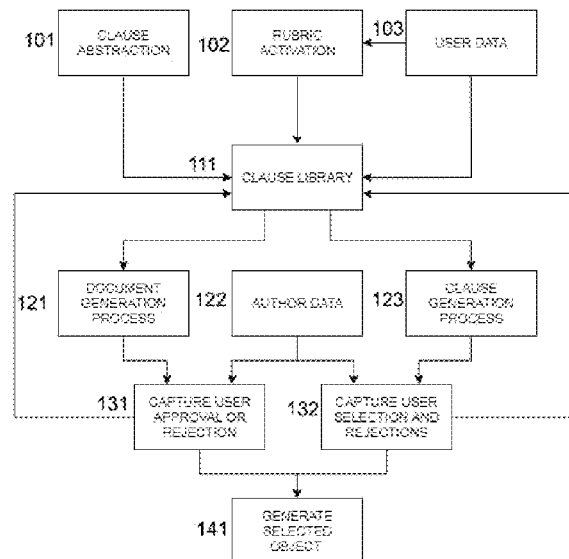 101
CLAUSE
ABSTRACTION
102
RUBRIC
ACTIVATION
103
USER DATA
111
CLAUSE LIBRARY
121
DOCUMENT
GENERATION
PROCESS
122
AUTHOR DATA
123
CLAUSE
GENERATION
PROCESS
131
CAPTURE USER
APPROVAL OR
REJECTION
132
CAPTURE USER
SELECTION AND
REJECTIONS
141
GENERATE
SELECTED
OBJECT